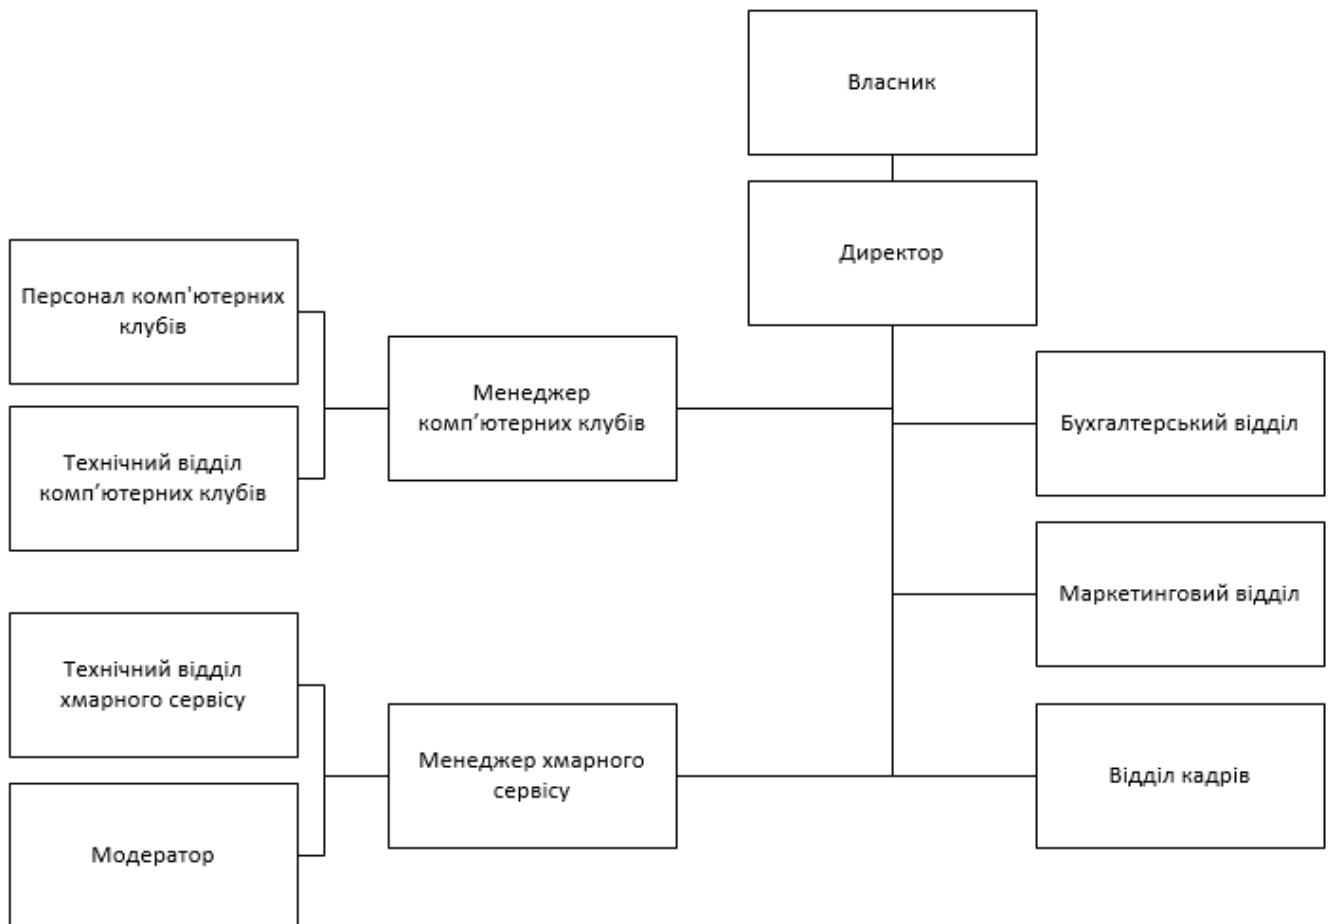 Власник
Директор
Персонал комп'ютерних
клубів
Менеджер
комп’ютерних клубів
Бухгалтерський відділ
Технічний відділ
комп’ютерних клубів
Маркетинговий відділ
Технічний відділ
хмарного сервісу
Менеджер хмарного
сервісу
Відділ кадрів
Модератор